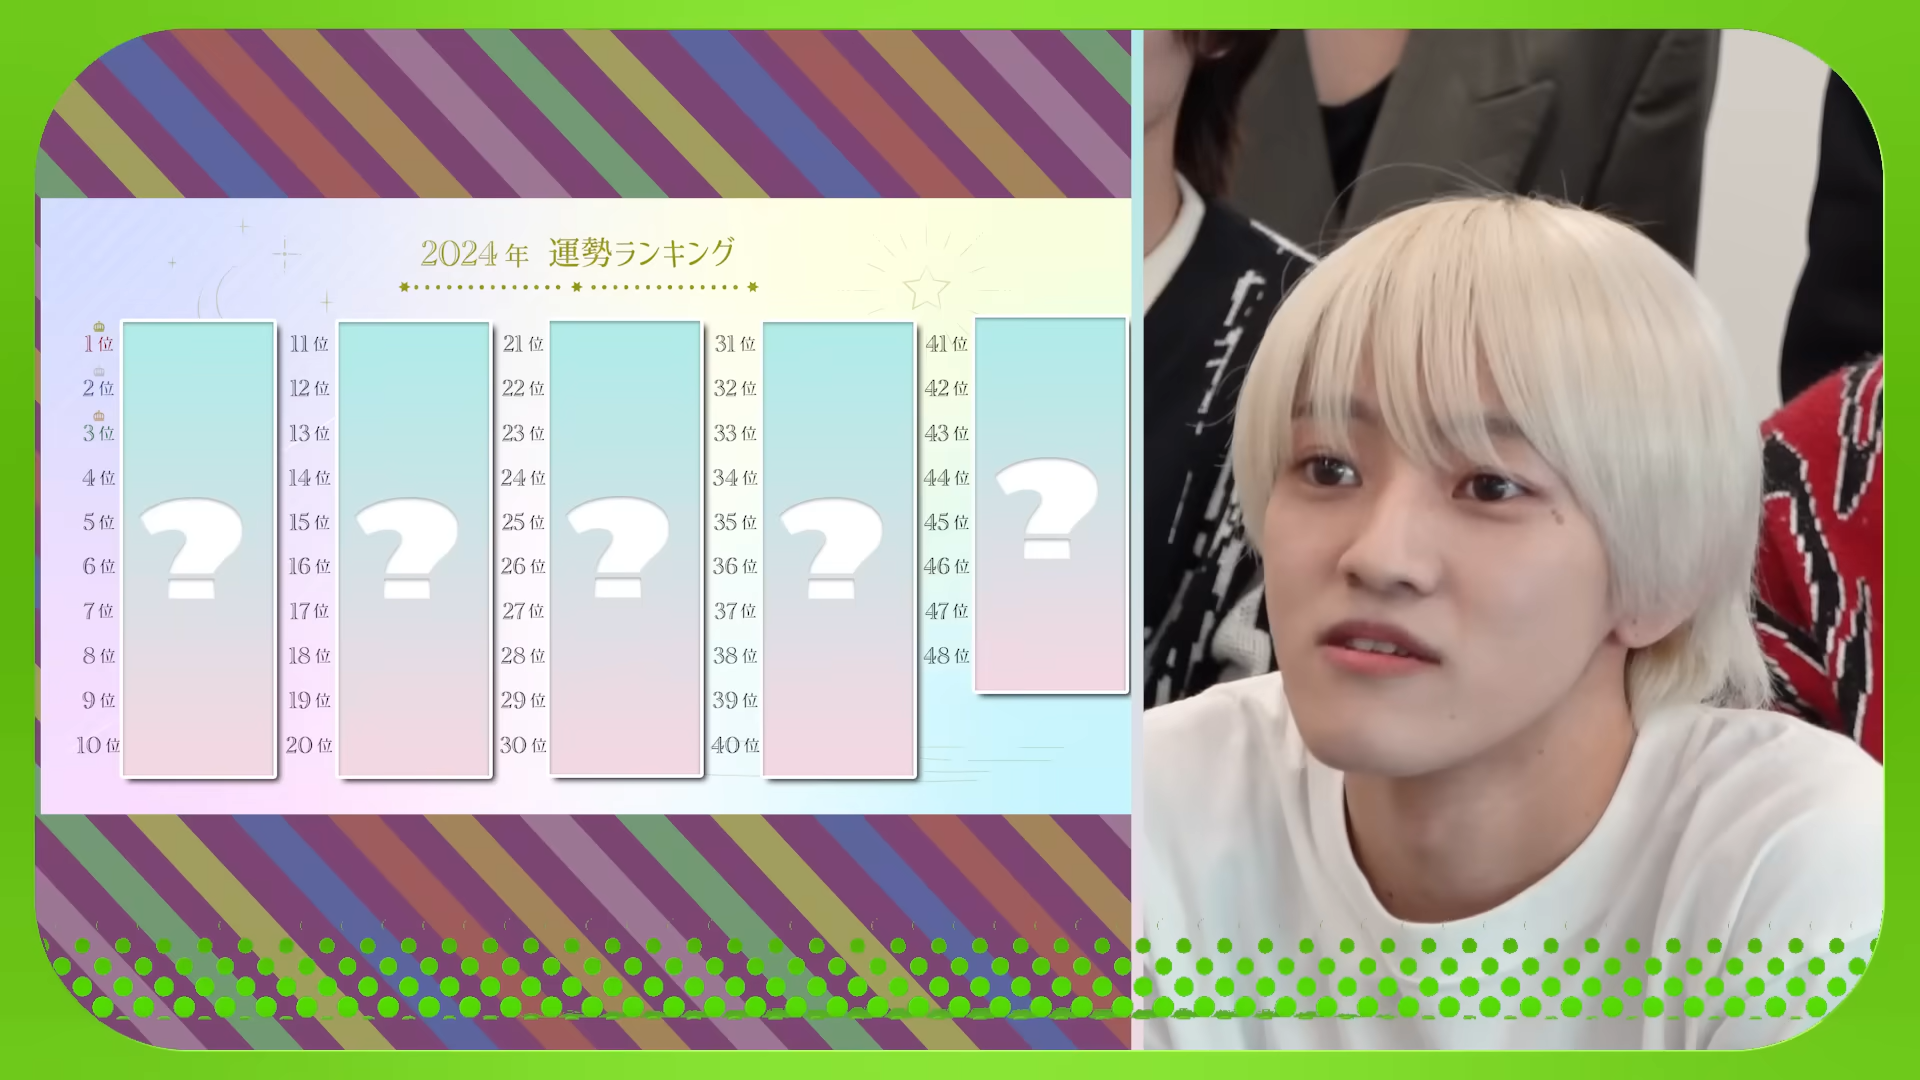 2024年 運勢ランキング
1位
2位
3位
4位
5位
6位
7位
8位
9位
10位
?
11位
12位
13位
14位
15位
16位
17位
18位
19位
20位
?
21位
22位
23位
24位
25位
26位
27位
28位
29位
30位
?
31位
32位
33位
34位
35位
36位
37位
38位
39位
40位
?
41位
42位
43位
44位
45位
46位
47位
48位
?